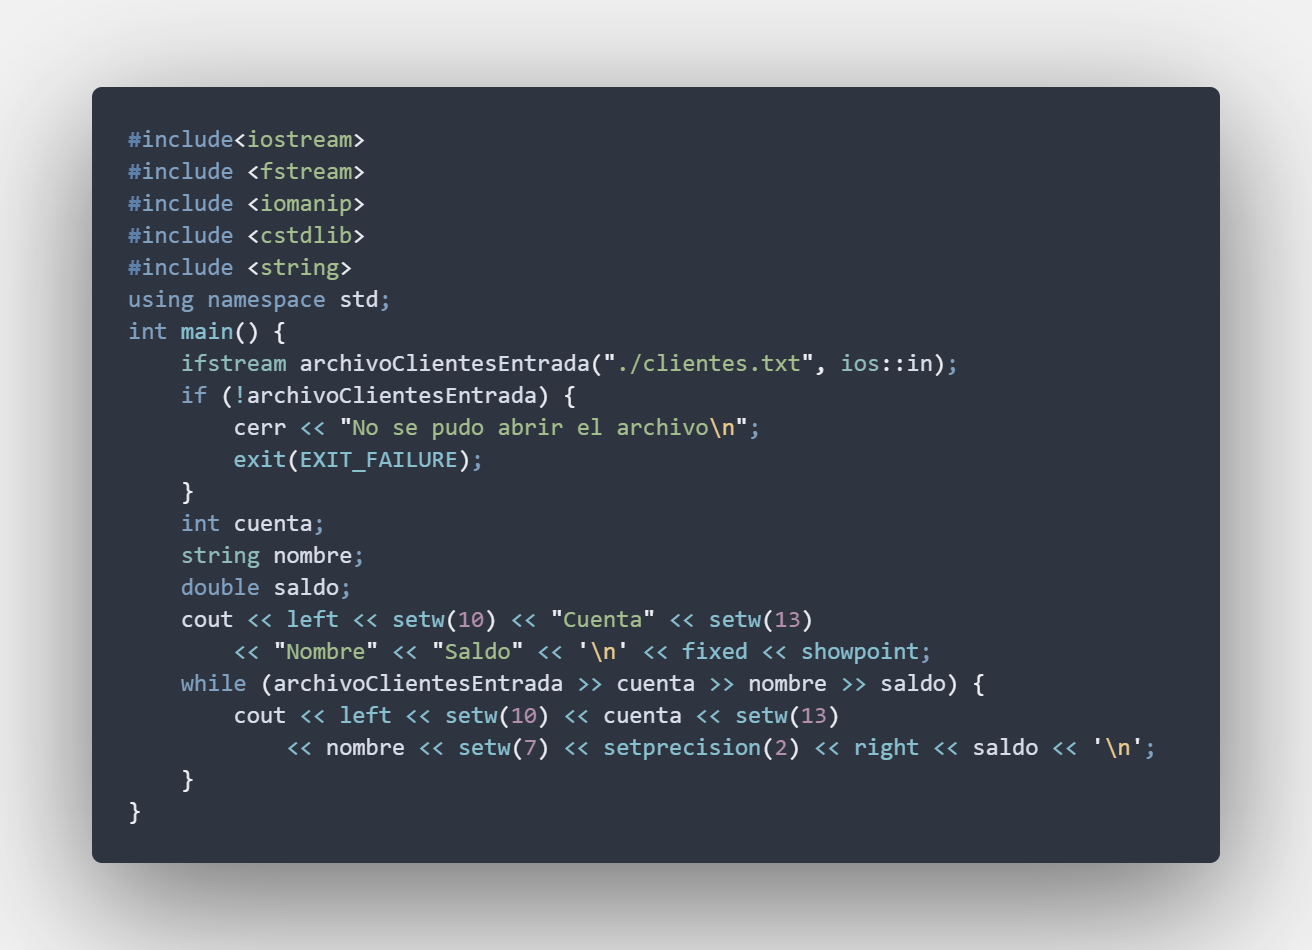 #include<iostream>
#include <fstream>
#include <iomanip>
#include <cstdlib>
#include <string>
using namespace std;
int main() {
    ifstream archivoClientesEntrada("./clientes.txt", ios::in);
    if (!archivoClientesEntrada) {
        cerr << "No se pudo abrir el archivo\n";
        exit(EXIT_FAILURE);
    }
    int cuenta;
    string nombre;
    double saldo;
    cout << left << setw(10) << "Cuenta" << setw(13)
        << "Nombre" << "Saldo" << '\n' << fixed << showpoint;
    while (archivoClientesEntrada >> cuenta >> nombre >> saldo) {
        cout << left << setw(10) << cuenta << setw(13)
            << nombre << setw(7) << setprecision(2) << right << saldo << '\n';
    }
}